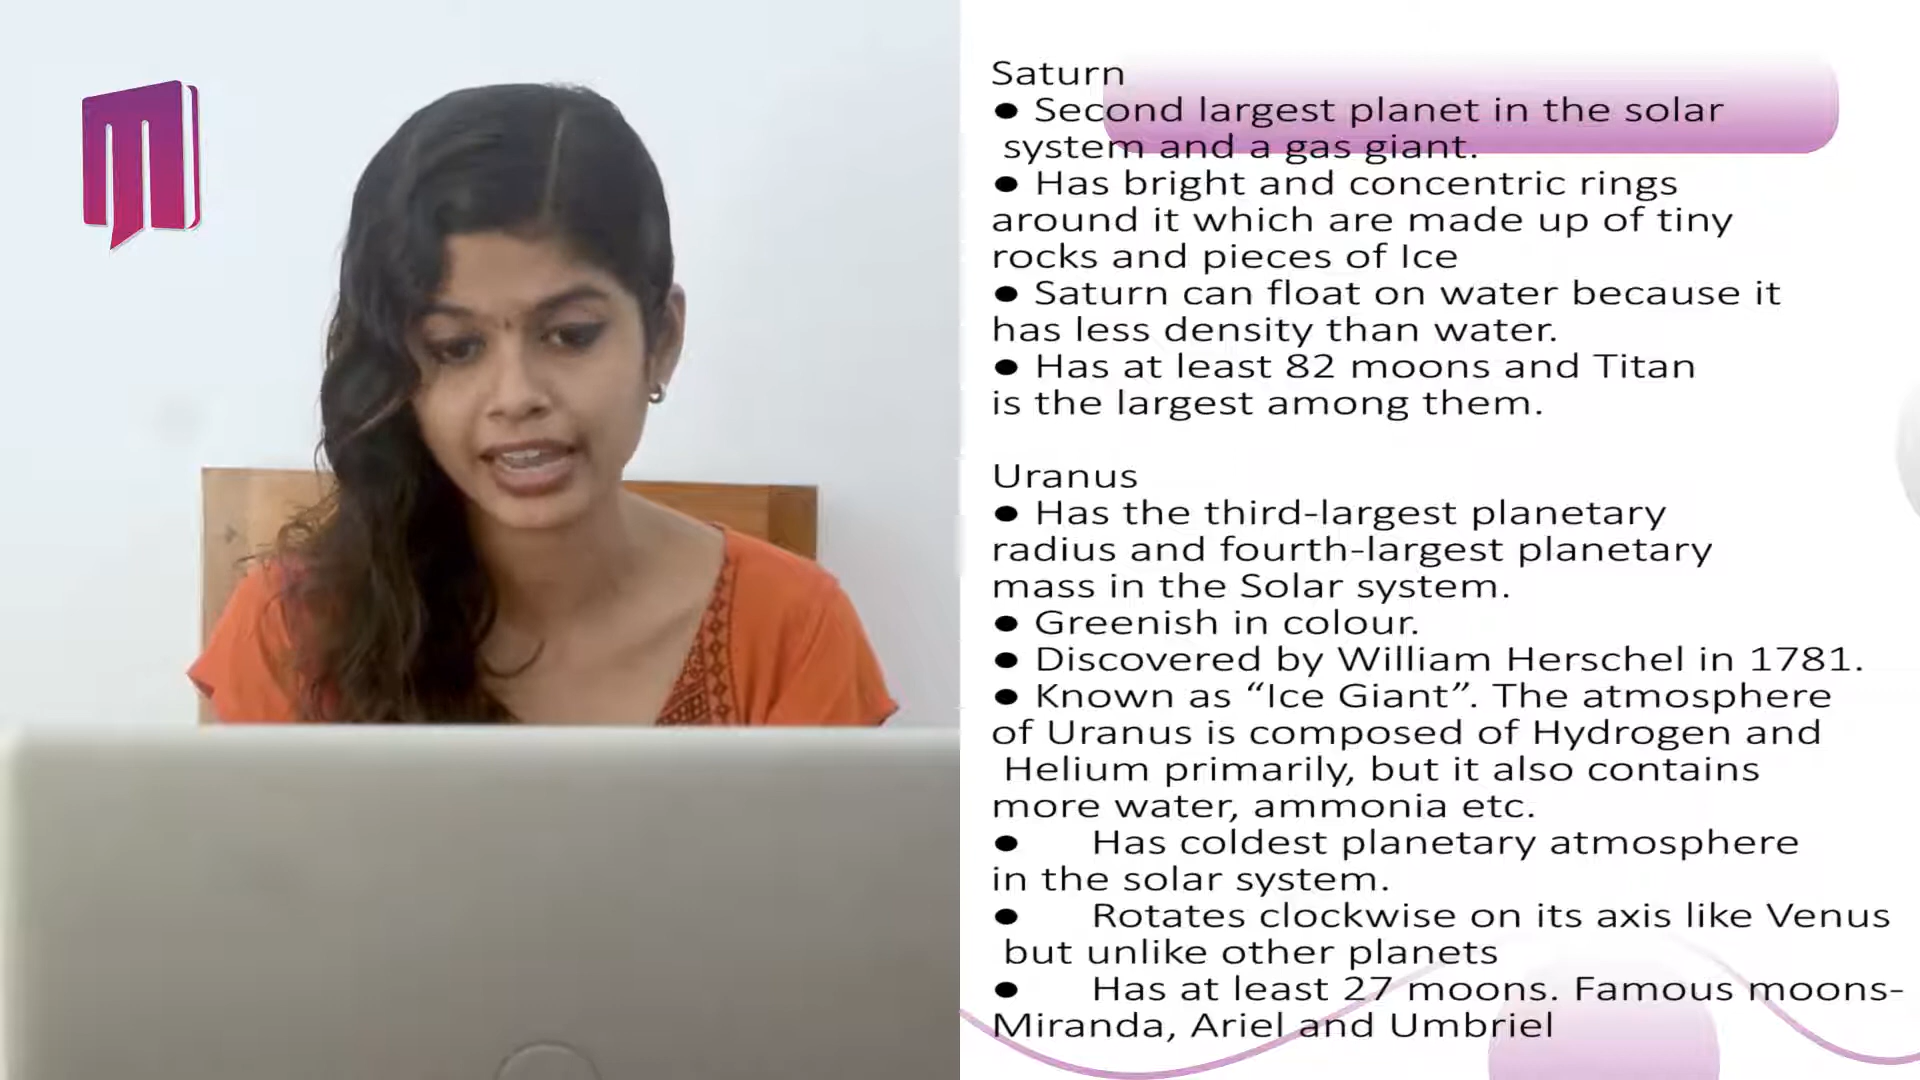 Saturn
● Second largest planet in the solar
system and a gas giant.
● Has bright and concentric rings
around it which are made up of tiny
rocks and pieces of Ice
● Saturn can float on water because it
has less density than water.
● Has at least 82 moons and Titan
is the largest among them.
Uranus
● Has the third-largest planetary
radius and fourth-largest planetary
mass in the Solar system.
● Greenish in colour.
● Discovered by William Herschel in 1781.
● Known as “Ice Giant”. The atmosphere
of Uranus is composed of Hydrogen and
Helium primarily, but it also contains
more water, ammonia etc.
● Has coldest planetary atmosphere
in the solar system.
● Rotates clockwise on its axis like Venus
but unlike other planets
● Has at least 27 moons. Famous moons-
Miranda, Ariel and Umbriel